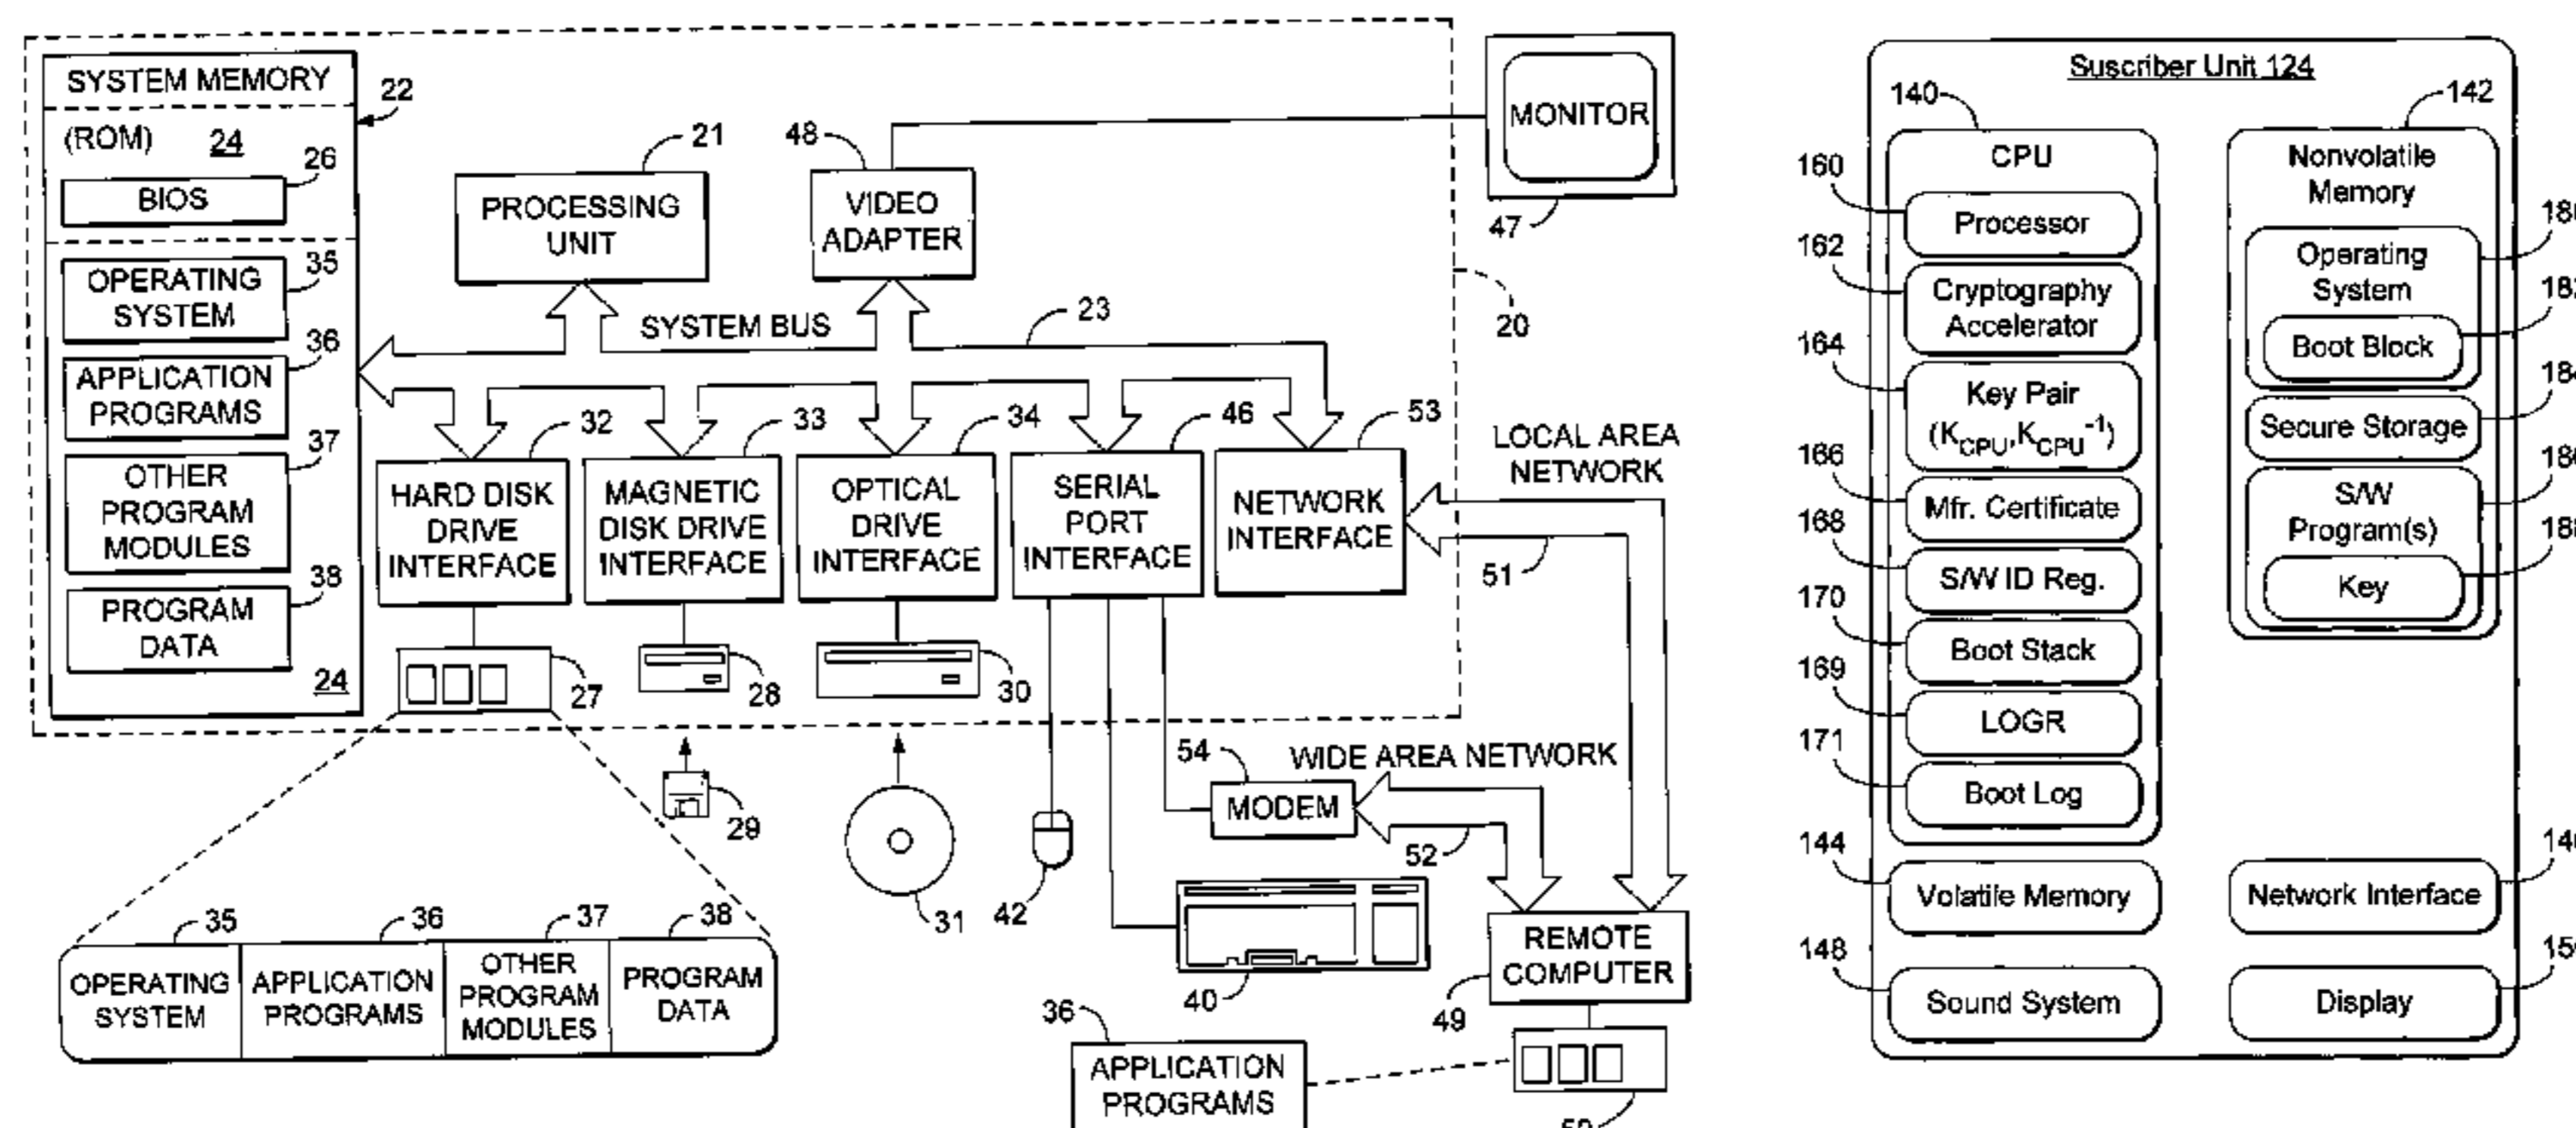 SYSTEM MEMORY
22
(ROM) 24
26
BIOS
35
OPERATING
SYSTEM
36
APPLICATION
PROGRAMS
37
OTHER
PROGRAM
MODULES
38
PROGRAM
DATA
24
21
PROCESSING
UNIT
48
VIDEO
ADAPTER
MONITOR
47
20
SYSTEM BUS
23
32
HARD DISK
DRIVE
INTERFACE
33
MAGNETIC
DISK DRIVE
INTERFACE
34
OPTICAL
DRIVE
INTERFACE
46
SERIAL
PORT
INTERFACE
53
NETWORK
INTERFACE
LOCAL AREA
NETWORK
51
27
28
30
29
31
42
54
MODEM
WIDE AREA NETWORK
52
40
REMOTE
COMPUTER
49
36
APPLICATION
PROGRAMS
35
OPERATING
SYSTEM
36
APPLICATION
PROGRAMS
37
OTHER
PROGRAM
MODULES
38
PROGRAM
DATA
Suscriber Unit 124
140
CPU
160
Processor
162
Cryptography
Accelerator
164
Key Pair
(KCPU,KCPU-1)
166
Mfr. Certificate
168
S/W ID Reg.
170
Boot Stack
169
LOGR
171
Boot Log
144
Volatile Memory
148
Sound System
142
Nonvolatile
Memory
Operating
System
Boot Block
Secure Storage
S/W
Program(s)
Key
Network Interface
Display